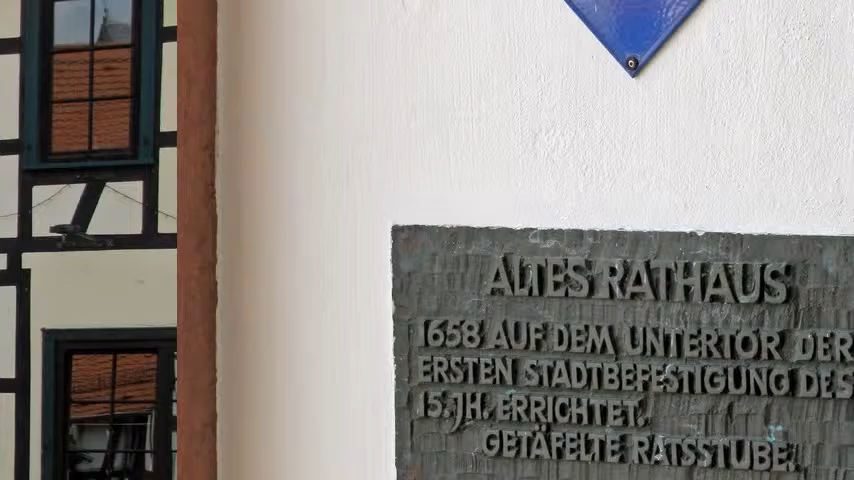 ALTES RATHAUS
1658 AUF DEM UNTERTOR DER
ERSTEN STADTBEFESTIGUNG DES
15. JH. ERRICHTET.
GETÄFELTE RATSSTUBE.